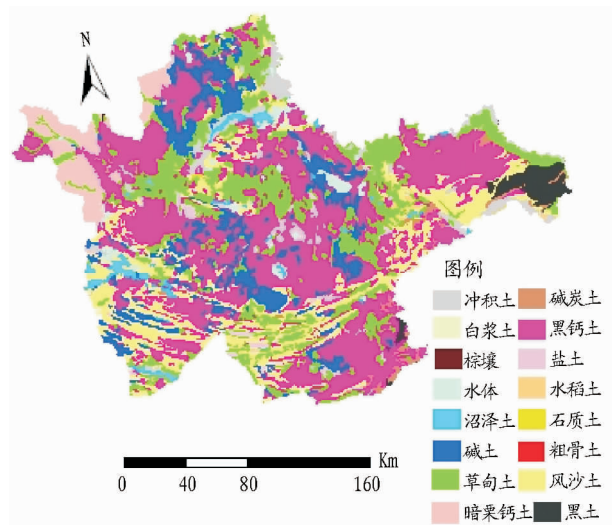 N
图例
冲积土 碱炭土
白浆土 黑钙土
棕壤 盐土
水体 水稻土
沼泽土 石质土
碱土 粗骨土
草甸土 风沙土
暗栗钙土 黑土
Km
0 40 80 160